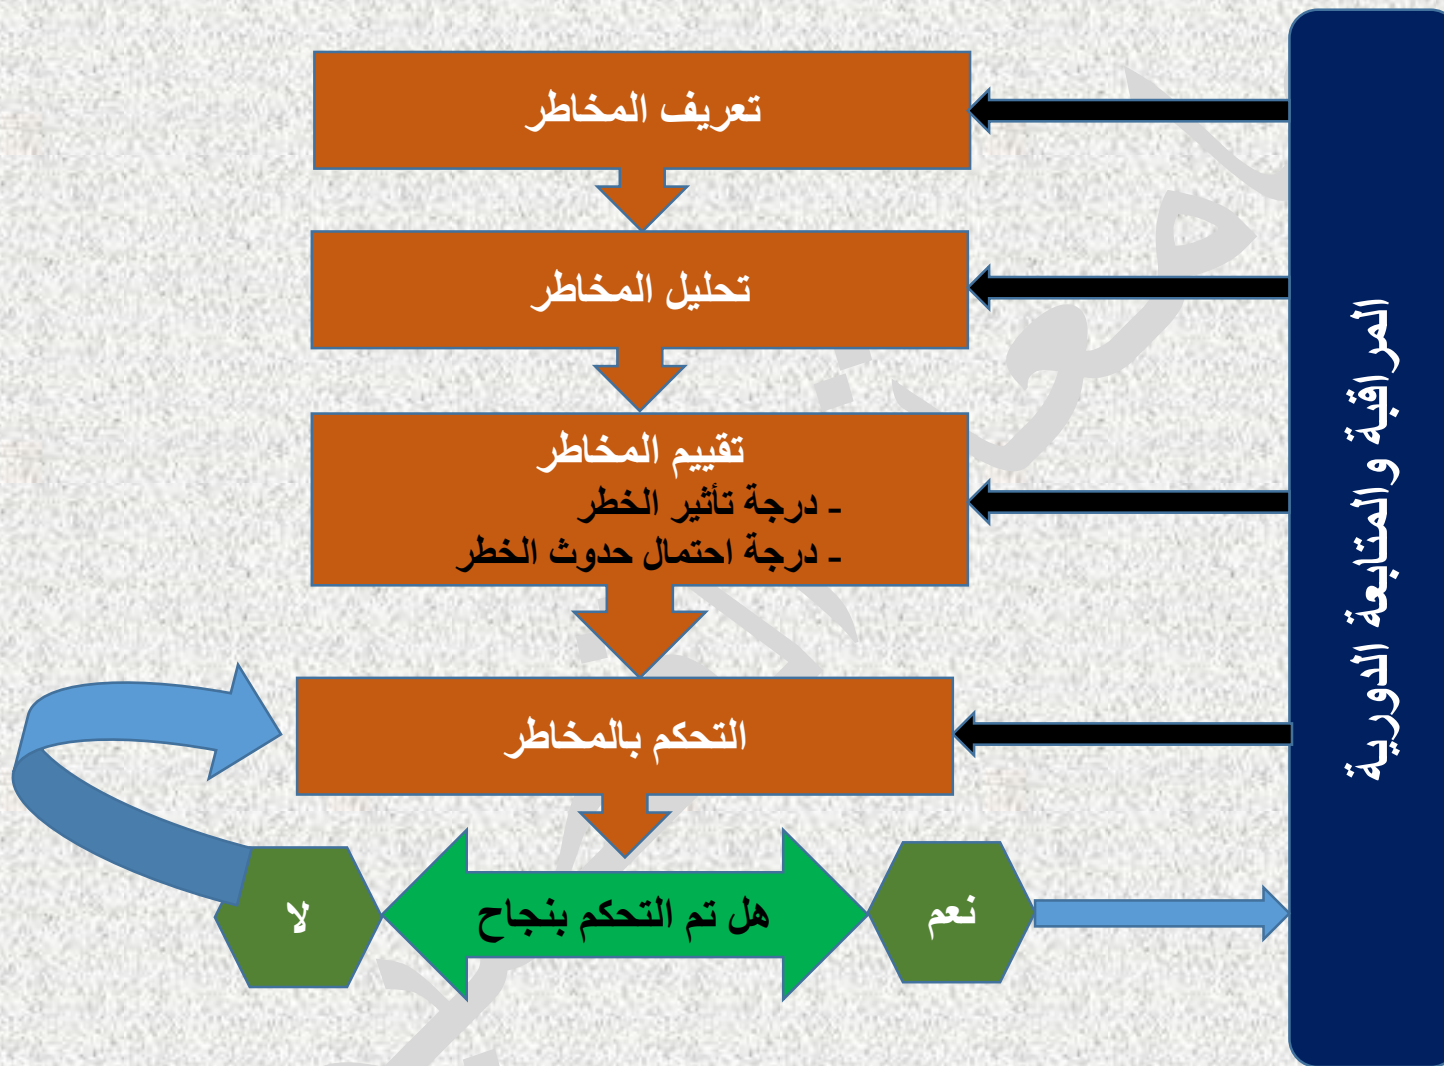 تعريف المخاطر
تحليل المخاطر
تقييم المخاطر
- درجة تأثير الخطر
- درجة احتمال حدوث الخطر
التحكم بالمخاطر
هل تم التحكم بنجاح
نعم
لا
المراقبة والمتابعة الدورية